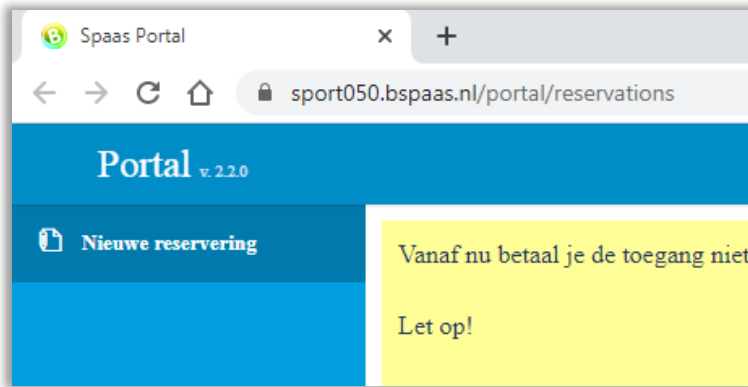 Spaas Portal
sport050.bspaas.nl/portal/reservations
Portal v. 2.2.0
Nieuwe reservering
Vanaf nu betaal je de toegang niet
Let op!